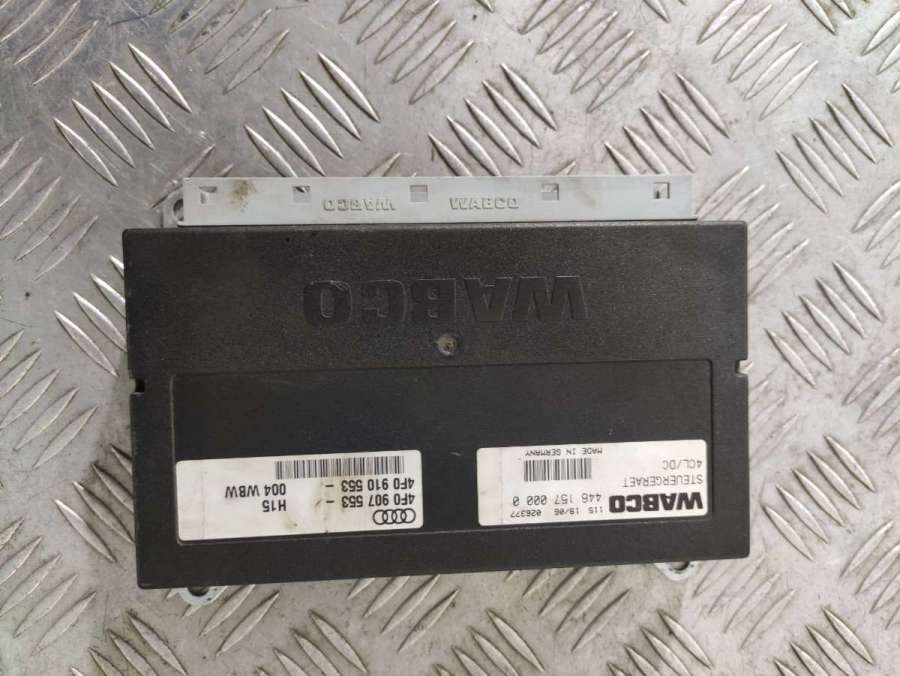 WABCO WABCO
WABCO
WABCO
115 19/06 026377
446 157 000 0
STEUERGERAET
4CL/DC
MADE IN GERMANY
4F0 907 553 -
4F0 910 553 -
H15
004 WBW